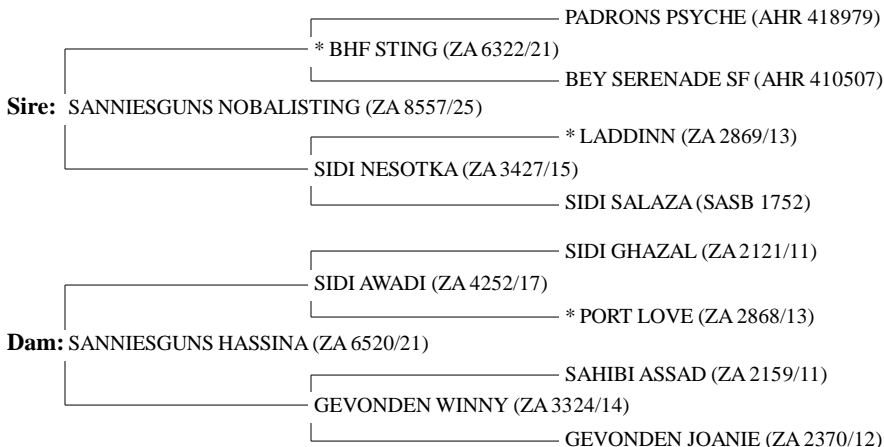 PADRONS PSYCHE (AHR 418979)
* BHF STING (ZA 6322/21)
BEY SERENADE SF (AHR 410507)
Sire: SANNIESGUNS NOBALISTING (ZA 8557/25)
* LADDINN (ZA 2869/13)
SIDI NESOTKA (ZA 3427/15)
SIDI SALAZA (SASB 1752)
SIDI GHAZAL (ZA 2121/11)
SIDI AWADI (ZA 4252/17)
* PORT LOVE (ZA 2868/13)
Dam: SANNIESGUNS HASSINA (ZA 6520/21)
SAHIBI ASSAD (ZA 2159/11)
GEVONDEN WINNY (ZA 3324/14)
GEVONDEN JOANIE (ZA 2370/12)